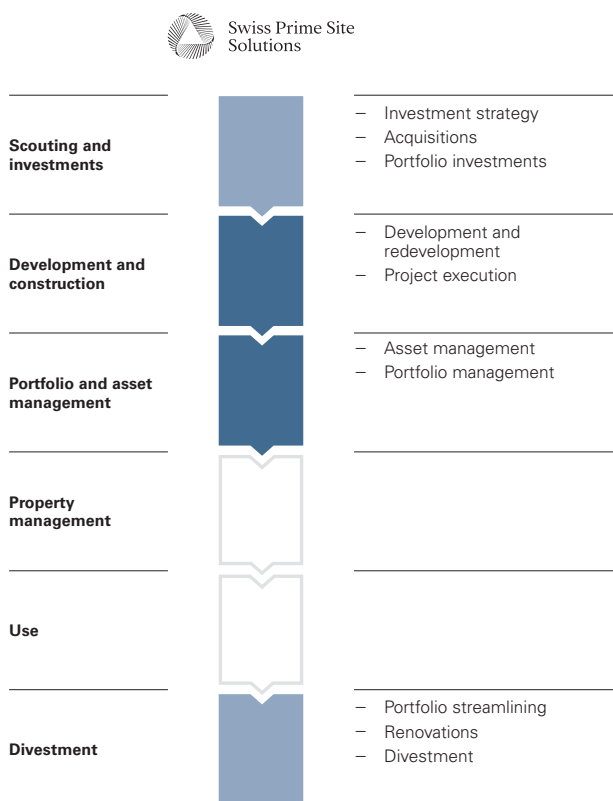 Swiss Prime Site
Solutions
Scouting and
investments
– Investment strategy
– Acquisitions
– Portfolio investments
Development and
construction
– Development and
redevelopment
– Project execution
Portfolio and asset
management
– Asset management
– Portfolio management
Property
management
Use
Divestment
– Portfolio streamlining
– Renovations
– Divestment